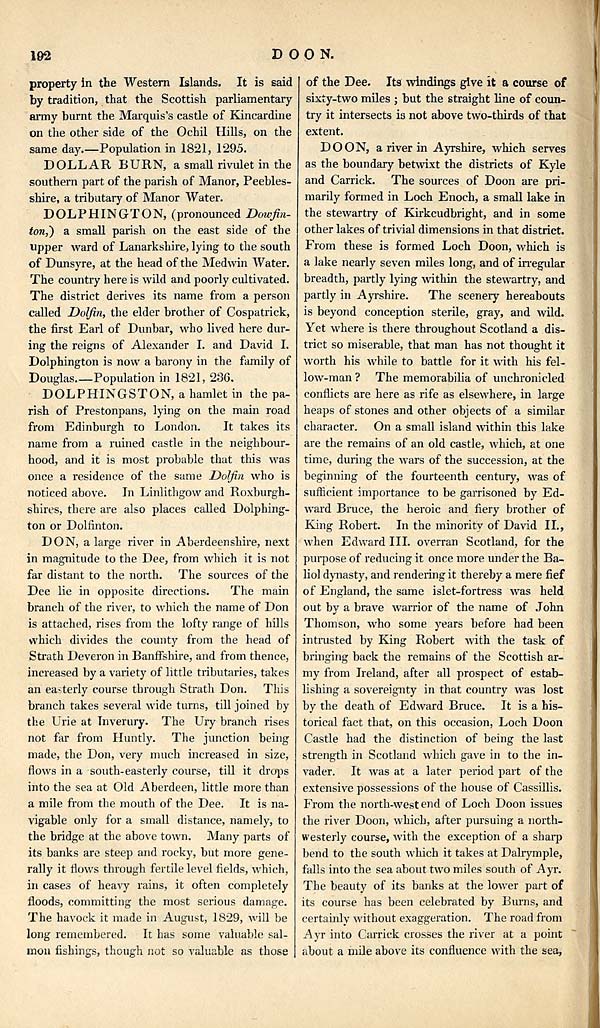 192
DOON.
property in the Western Islands. It is said
by tradition, that the Scottish parliamentary
army burnt the Marquis's castle of Kincardine
on the other side of the Ochil Hills, on the
same day.—Population in 1821, 1295.
DOLLAR BURN, a small rivulet in the
southern part of the parish of Manor, Peebles-
shire, a tributary of Manor Water.
DOLPHINGTON, (pronounced Dowfin-
ton,) a small parish on the east side of the
upper ward of Lanarkshire, lying to the south
of Dunsyre, at the head of the Medwin Water.
The country here is wild and poorly cultivated.
The district derives its name from a person
called Dolfin, the elder brother of Cospatrick,
the first Earl of Dunbar, who lived here dur-
ing the reigns of Alexander I. and David I.
Dolphington is now a barony in the family of
Douglas.—Population in 1821, 236.
DOLPHINGSTON, a hamlet in the pa-
rish of Prestonpans, lying on the main road
from Edinburgh to London. It takes its
name from a ruined castle in the neighbour-
hood, and it is most probable that this was
once a residence of the same Dolfin who is
noticed above. In Linlithgow and Roxburgh-
shires, there are also places called Dolphing-
ton or Dolfinton.
DON, a large river in Aberdeenshire, next
in magnitude to the Dee, from which it is not
far distant to the north. The sources of the
Dee lie in opposite directions. The main
branch of the river, to which the name of Don
is attached, rises from the lofty range of hills
which divides the county from the head of
Strath Deveron in Banffshire, and from thence,
increased by a variety of little tributaries, takes
an easterly course through Strath Don. This
branch takes several wide turns, till joined by
the Urie at Inverury. The Ury branch rises
not far from Huntly. The junction being
made, the Don, very much increased in size,
flows in a south-easterly course, till it drops
into the sea at Old Aberdeen, little more than
a mile from the mouth of the Dee. It is na-
vigable only for a small distance, namely, to
the bridge at the above town. Many parts of
its banks are steep and rocky, but more gene-
rally it flows through fertile level fields, which,
in cases of heavy rains, it often completely
floods, committing the most serious damage.
The havock it made in August, 1829, will be
long remembered. It has some valuable sal-
mon fishings, though not so valuable as those
of the Dee. Its windings give it a course of
sixty-two miles; but the straight line of coun-
try it intersects is not above two-thirds of that
extent.
DOON, a river in Ayrshire, which serves
as the boundary betwixt the districts of Kyle
and Carrick. The sources of Doon are pri-
marily formed in Loch Enoch, a small lake in
the stewartry of Kirkcudbright, and in some
other lakes of trivial dimensions in that district.
From these is formed Loch Doon, which is
a lake nearly seven miles long, and of irregular
breadth, partly lying within the stewartry, and
partly in Ayrshire. The scenery hereabouts
is beyond conception sterile, gray, and wild.
Yet where is there throughout Scotland a dis-
trict so miserable, that man has not thought it
worth his while to battle for it with his fel-
low-man? The memorabilia of unchronicled
conflicts are here as rife as elsewhere, in large
heaps of stones and other objects of a similar
character. On a small island within this lake
are the remains of an old castle, which, at one
time, during the wars of the succession, at the
beginning of the fourteenth century, was of
sufficient importance to be garrisoned by Ed-
ward Bruce, the heroic and fiery brother of
King Robert. In the minority of David II.,
when Edward III. overran Scotland, for the
purpose of reducing it once more under the Ba-
liol dynasty, and rendering it thereby a mere fief
of England, the same islet-fortress was held
out by a brave warrior of the name of John
Thomson, who some years before had been
intrusted by King Robert with the task of
bringing back the remains of the Scottish ar-
my from Ireland, after all prospect of estab-
lishing a sovereignty in that country was lost
by the death of Edward Bruce. It is a his-
torical fact that, on this occasion, Loch Doon
Castle had the distinction of being the last
strength in Scotland which gave in to the in-
vader. It was at a later period part of the
extensive possessions of the house of Cassillis.
From the north-west end of Loch Doon issues
the river Doon, which, after pursuing a north-
westerly course, with the exception of a sharp
bend to the south which it takes at Dalrymple,
falls into the sea about two miles south of Ayr.
The beauty of its banks at the lower part of
its course has been celebrated by Burns, and
certainly without exaggeration. The road from
Ayr into Carrick crosses the river at a point
about a mile above its confluence with the sea,